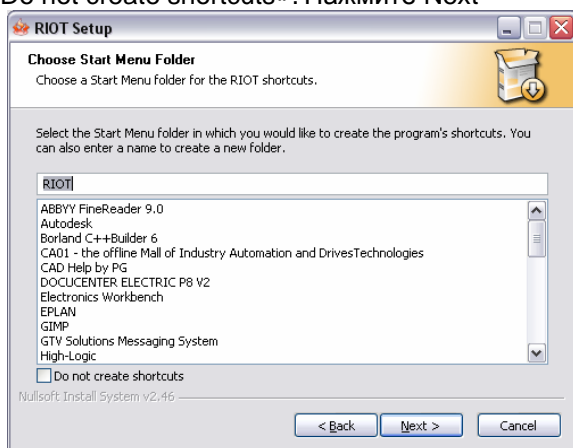 Do not create shortcuts». Нажмите Next
RIOT Setup
Choose Start Menu Folder
Choose a Start Menu folder for the RIOT shortcuts.
Select the Start Menu folder in which you would like to create the program's shortcuts. You
can also enter a name to create a new folder.
RIOT
ABBYY FineReader 9.0
Autodesk
Borland C++Builder 6
CA01 - the offline Mall of Industry Automation and DrivesTechnologies
CAD Help by PG
DOCUCENTER ELECTRIC P8 V2
Electronics Workbench
EPLAN
GIMP
GTV Solutions Messaging System
High-Logic
Do not create shortcuts
Nullsoft Install System v2.46
< Back
Next >
Cancel